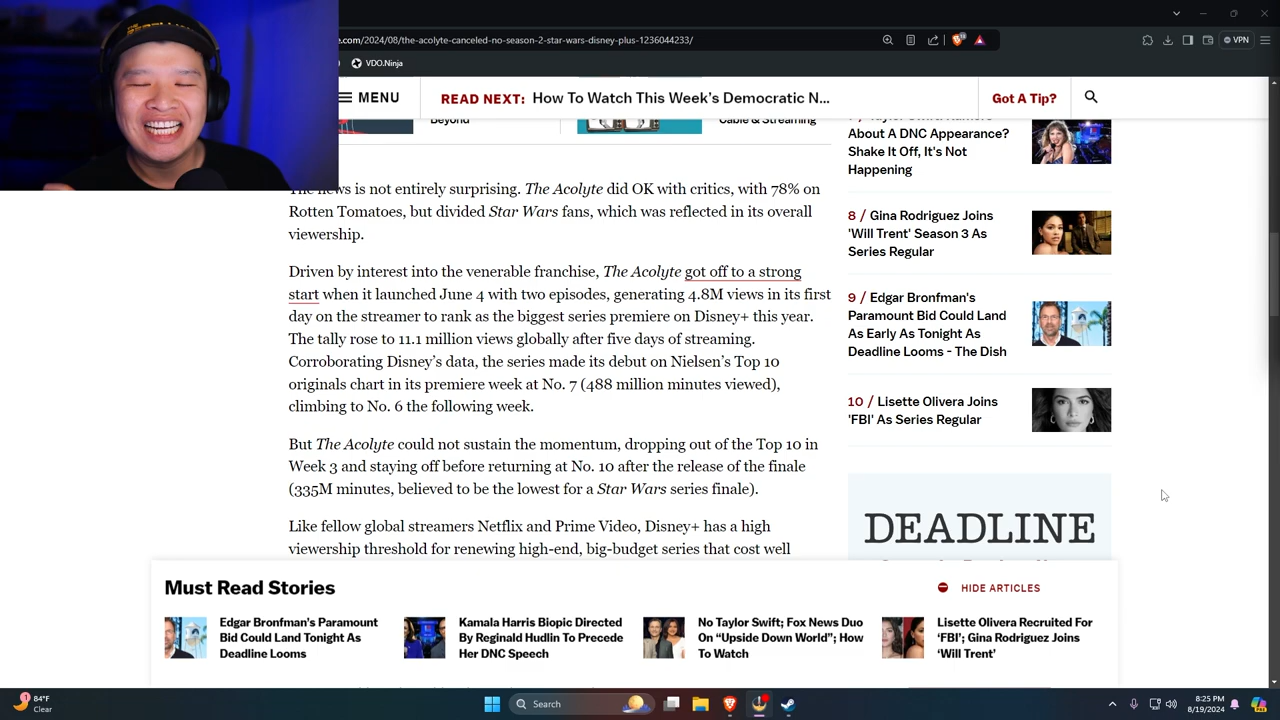 e.com/2024/08/the-acolyte-canceled-no-season-2-star-wars-disney-plus-1236044233/
VPN
VDO.Ninja
MENU
READ NEXT: How To Watch This Week's Democratic N...
Got A Tip?
Beyond
Cable & Streaming
About A DNC Appearance?
Shake It Off, It's Not
Happening
8 / Gina Rodriguez Joins
'Will Trent' Season 3 As
Series Regular
9 / Edgar Bronfman's
Paramount Bid Could Land
As Early As Tonight As
Deadline Looms - The Dish
10 / Lisette Olivera Joins
'FBI' As Series Regular
DEADLINE
The news is not entirely surprising. The Acolyte did OK with critics, with 78% on
Rotten Tomatoes, but divided Star Wars fans, which was reflected in its overall
viewership.
Driven by interest into the venerable franchise, The Acolyte got off to a strong
start when it launched June 4 with two episodes, generating 4.8M views in its first
day on the streamer to rank as the biggest series premiere on Disney+ this year.
The tally rose to 11.1 million views globally after five days of streaming.
Corroborating Disney's data, the series made its debut on Nielsen's Top 10
originals chart in its premiere week at No. 7 (488 million minutes viewed),
climbing to No. 6 the following week.
But The Acolyte could not sustain the momentum, dropping out of the Top 10 in
Week 3 and staying off before returning at No. 10 after the release of the finale
(335M minutes, believed to be the lowest for a Star Wars series finale).
Like fellow global streamers Netflix and Prime Video, Disney+ has a high
viewership threshold for renewing high-end, big-budget series that cost well
Must Read Stories
HIDE ARTICLES
Edgar Bronfman's Paramount
Bid Could Land Tonight As
Deadline Looms
Kamala Harris Biopic Directed
By Reginald Hudlin To Precede
Her DNC Speech
No Taylor Swift; Fox News Duo
On "Upside Down World"; How
To Watch
Lisette Olivera Recruited For
'FBI'; Gina Rodriguez Joins
'Will Trent'
84°F
Clear
Search
8:25 PM
8/19/2024